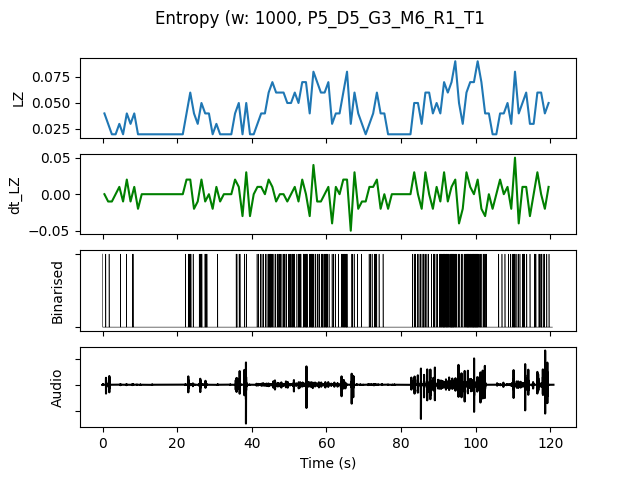 Entropy (w: 1000, P5_D5_G3_M6_R1_T1
LZ
0.075
0.050
0.025
dt_LZ
0.05
0.00
−0.05
Binarised
Audio
0 20 40 60 80 100 120
Time (s)